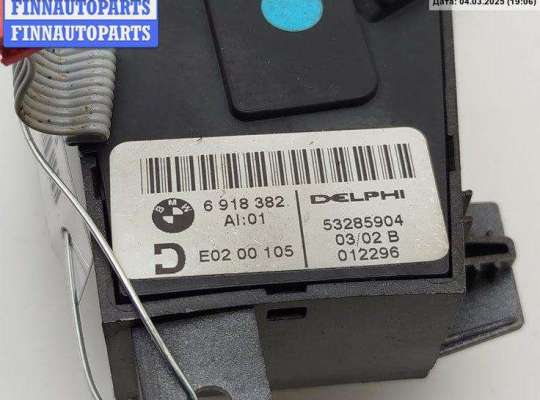 FINNAUTOPARTS
FINNAUTOPARTS
Дата: 04.03.2025 (19:06)
BMW
6 918 382
AI:01
D E02 00 105
DELPHI
53285904
03/02 B
012296